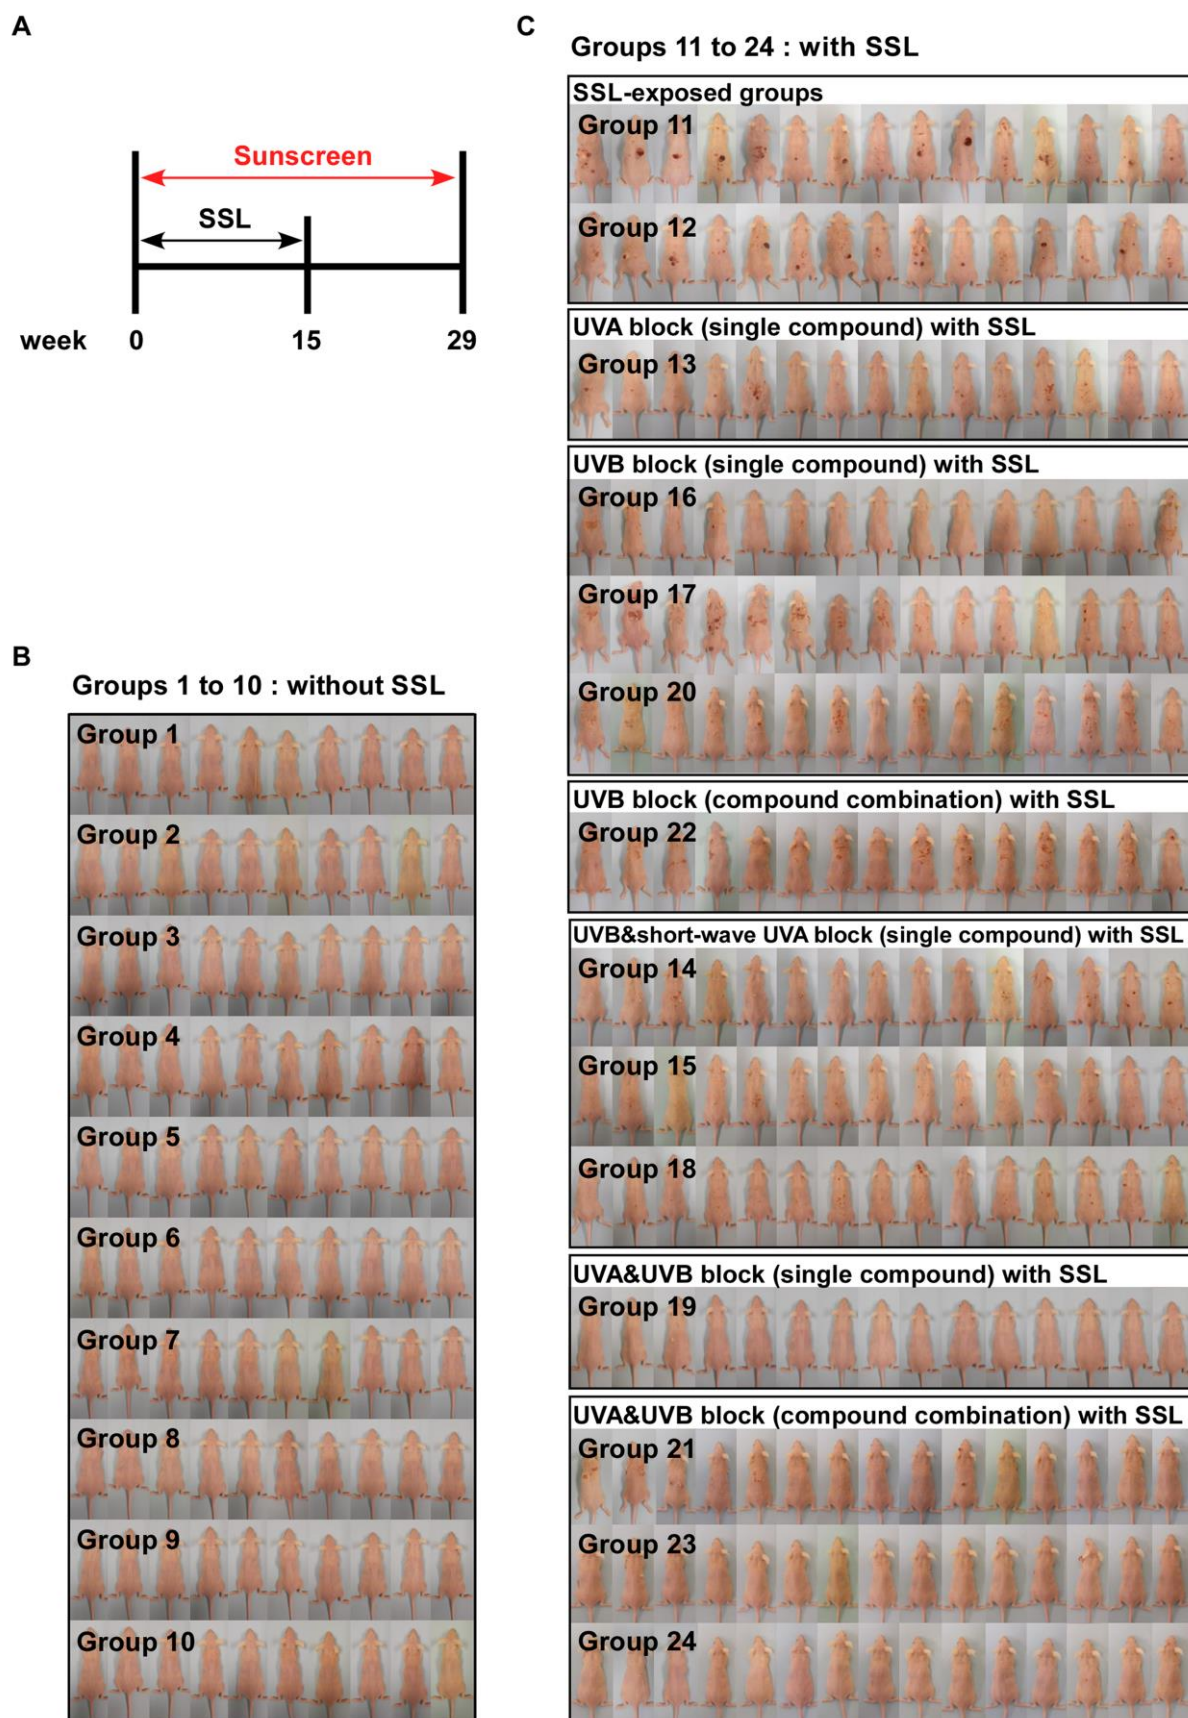 A
Sunscreen
SSL
week 0 15 29
B
Groups 1 to 10 : without SSL
Group 1
Group 2
Group 3
Group 4
Group 5
Group 6
Group 7
Group 8
Group 9
Group 10
C
Groups 11 to 24 : with SSL
SSL-exposed groups
Group 11
Group 12
UVA block (single compound) with SSL
Group 13
UVB block (single compound) with SSL
Group 16
Group 17
Group 20
UVB block (compound combination) with SSL
Group 22
UVB&short-wave UVA block (single compound) with SSL
Group 14
Group 15
Group 18
UVA&UVB block (single compound) with SSL
Group 19
UVA&UVB block (compound combination) with SSL
Group 21
Group 23
Group 24